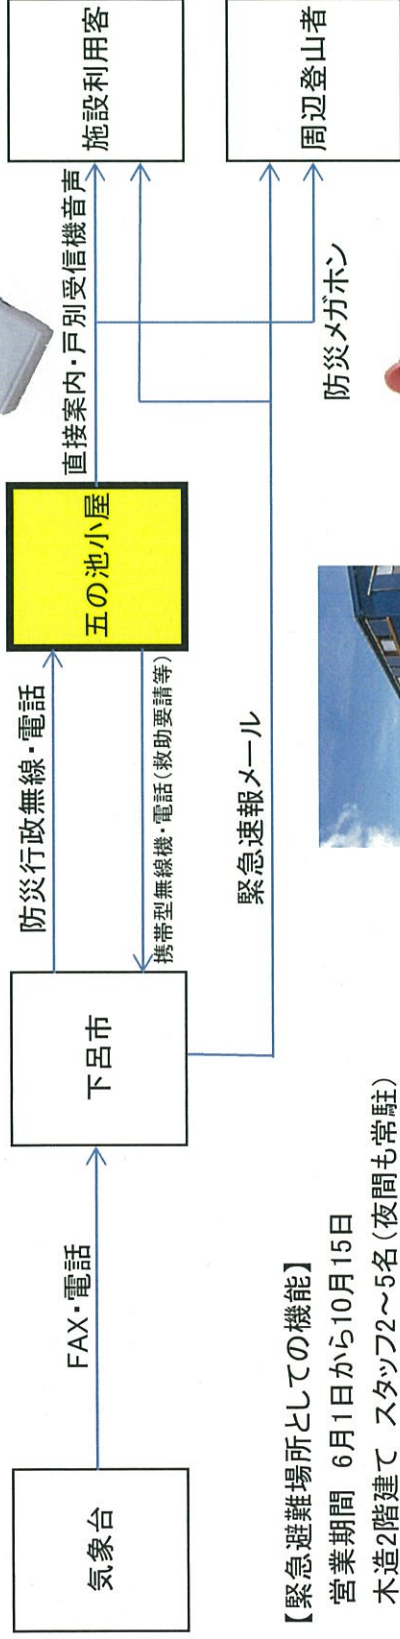 気象台
FAX・電話
下呂市
防災行政無線・電話
携帯型無線機・電話(救助要請等)
五の池小屋
直接案内・戸別受信機音声
施設利用客
緊急速報メール
防災メガホン
周辺登山者
【緊急避難場所としての機能】
営業期間 6月1日から10月15日
木造2階建て スタッフ2~5名(夜間も常駐)